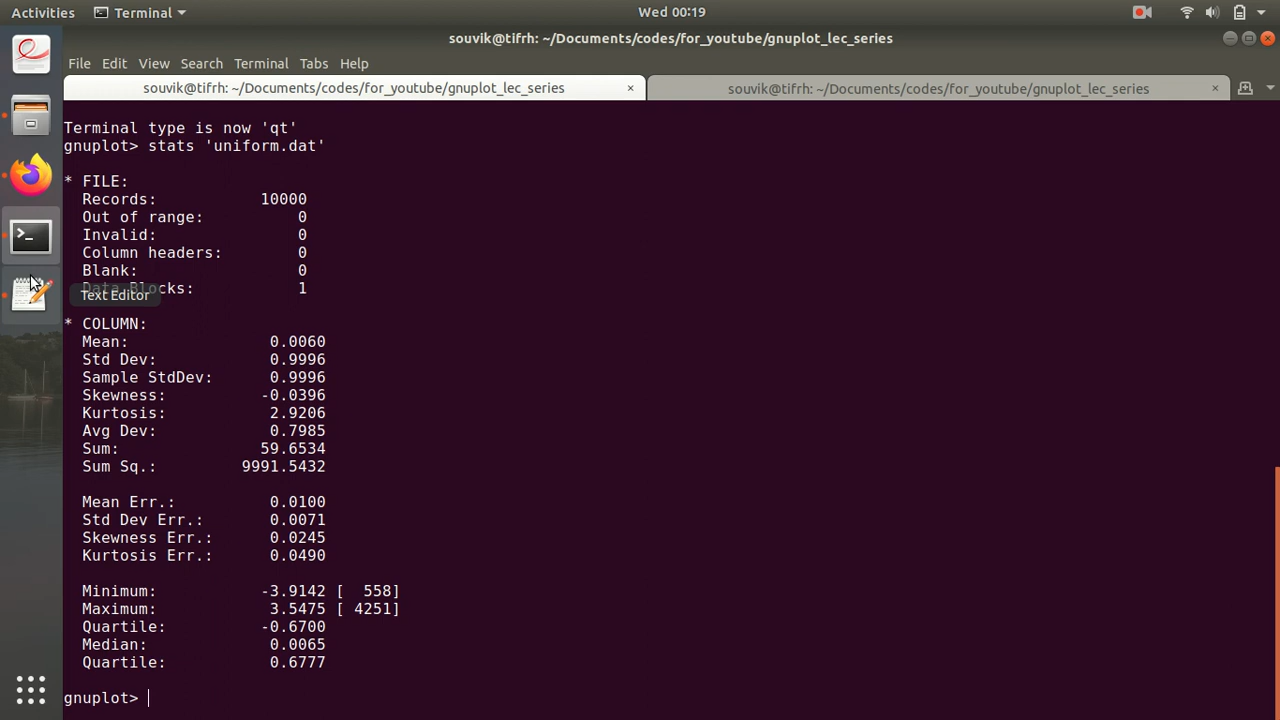 Activities Terminal Wed 00:19
souvik@tifrh: ~/Documents/codes/for_youtube/gnuplot_lec_series
File Edit View Search Terminal Tabs Help
souvik@tifrh: ~/Documents/codes/for_youtube/gnuplot_lec_series × souvik@tifrh: ~/Documents/codes/for_youtube/gnuplot_lec_series ×
Terminal type is now 'qt'
gnuplot> stats 'uniform.dat'
* FILE:
Records: 10000
Out of range: 0
Invalid: 0
Column headers: 0
Blank: 0
Data Blocks: 1
Text Editor
* COLUMN:
Mean: 0.0060
Std Dev: 0.9996
Sample StdDev: 0.9996
Skewness: -0.0396
Kurtosis: 2.9206
Avg Dev: 0.7985
Sum: 59.6534
Sum Sq.: 9991.5432
Mean Err.: 0.0100
Std Dev Err.: 0.0071
Skewness Err.: 0.0245
Kurtosis Err.: 0.0490
Minimum: -3.9142 [ 558]
Maximum: 3.5475 [ 4251]
Quartile: -0.6700
Median: 0.0065
Quartile: 0.6777
gnuplot>